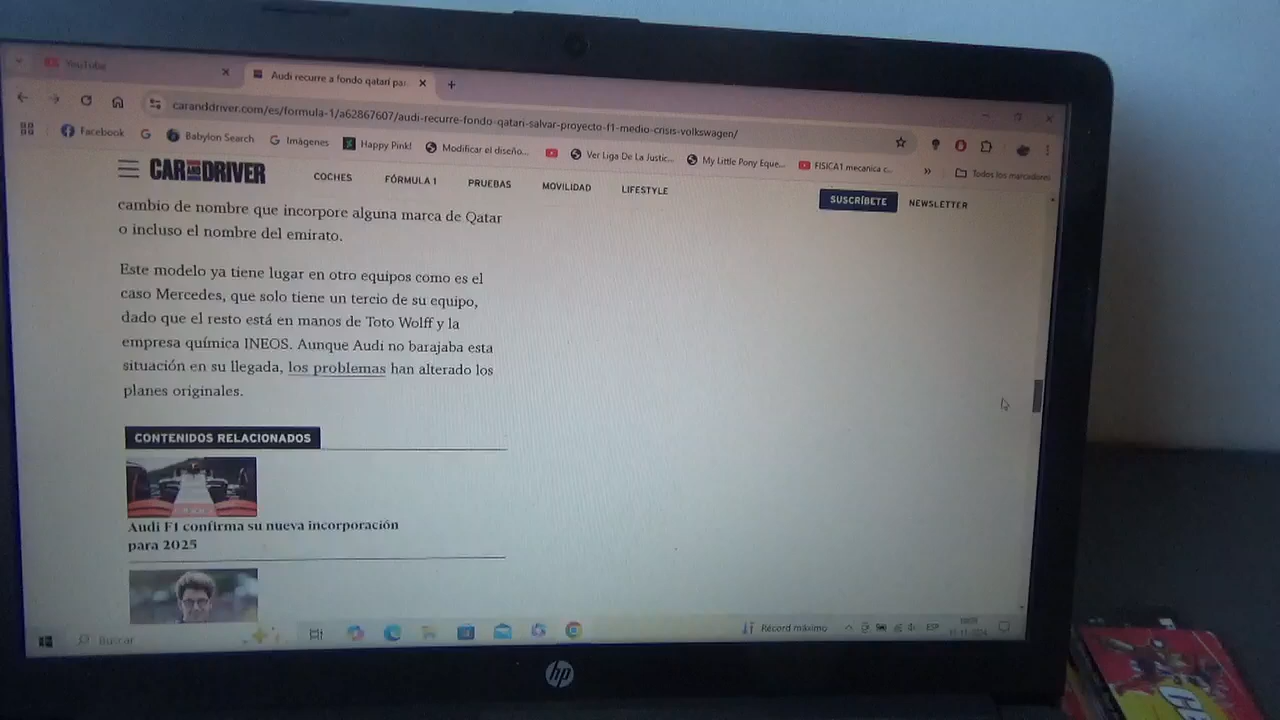 YouTube
Audi recurre a fondo qatarí par
caranddriver.com/es/formula-1/a62867607/audi-recurre-fondo-qatari-salvar-proyecto-f1-medio-crisis-volkswagen/
Facebook
G
Babylon Search
G Imágenes
Happy Pink!
Modificar el diseño...
Ver Liga De La Justic...
My Little Pony Eque...
FISICA1 mecanica c...
»
Todos los marcadores
CAR AND DRIVER
COCHES
FÓRMULA 1
PRUEBAS
MOVILIDAD
LIFESTYLE
SUSCRÍBETE
NEWSLETTER
cambio de nombre que incorpore alguna marca de Qatar
o incluso el nombre del emirato.
Este modelo ya tiene lugar en otro equipos como es el
caso Mercedes, que solo tiene un tercio de su equipo,
dado que el resto está en manos de Toto Wolff y la
empresa química INEOS. Aunque Audi no barajaba esta
situación en su llegada, los problemas han alterado los
planes originales.
CONTENIDOS RELACIONADOS
Audi F1 confirma su nueva incorporación
para 2025
Buscar
Récord máximo
ESP
hp